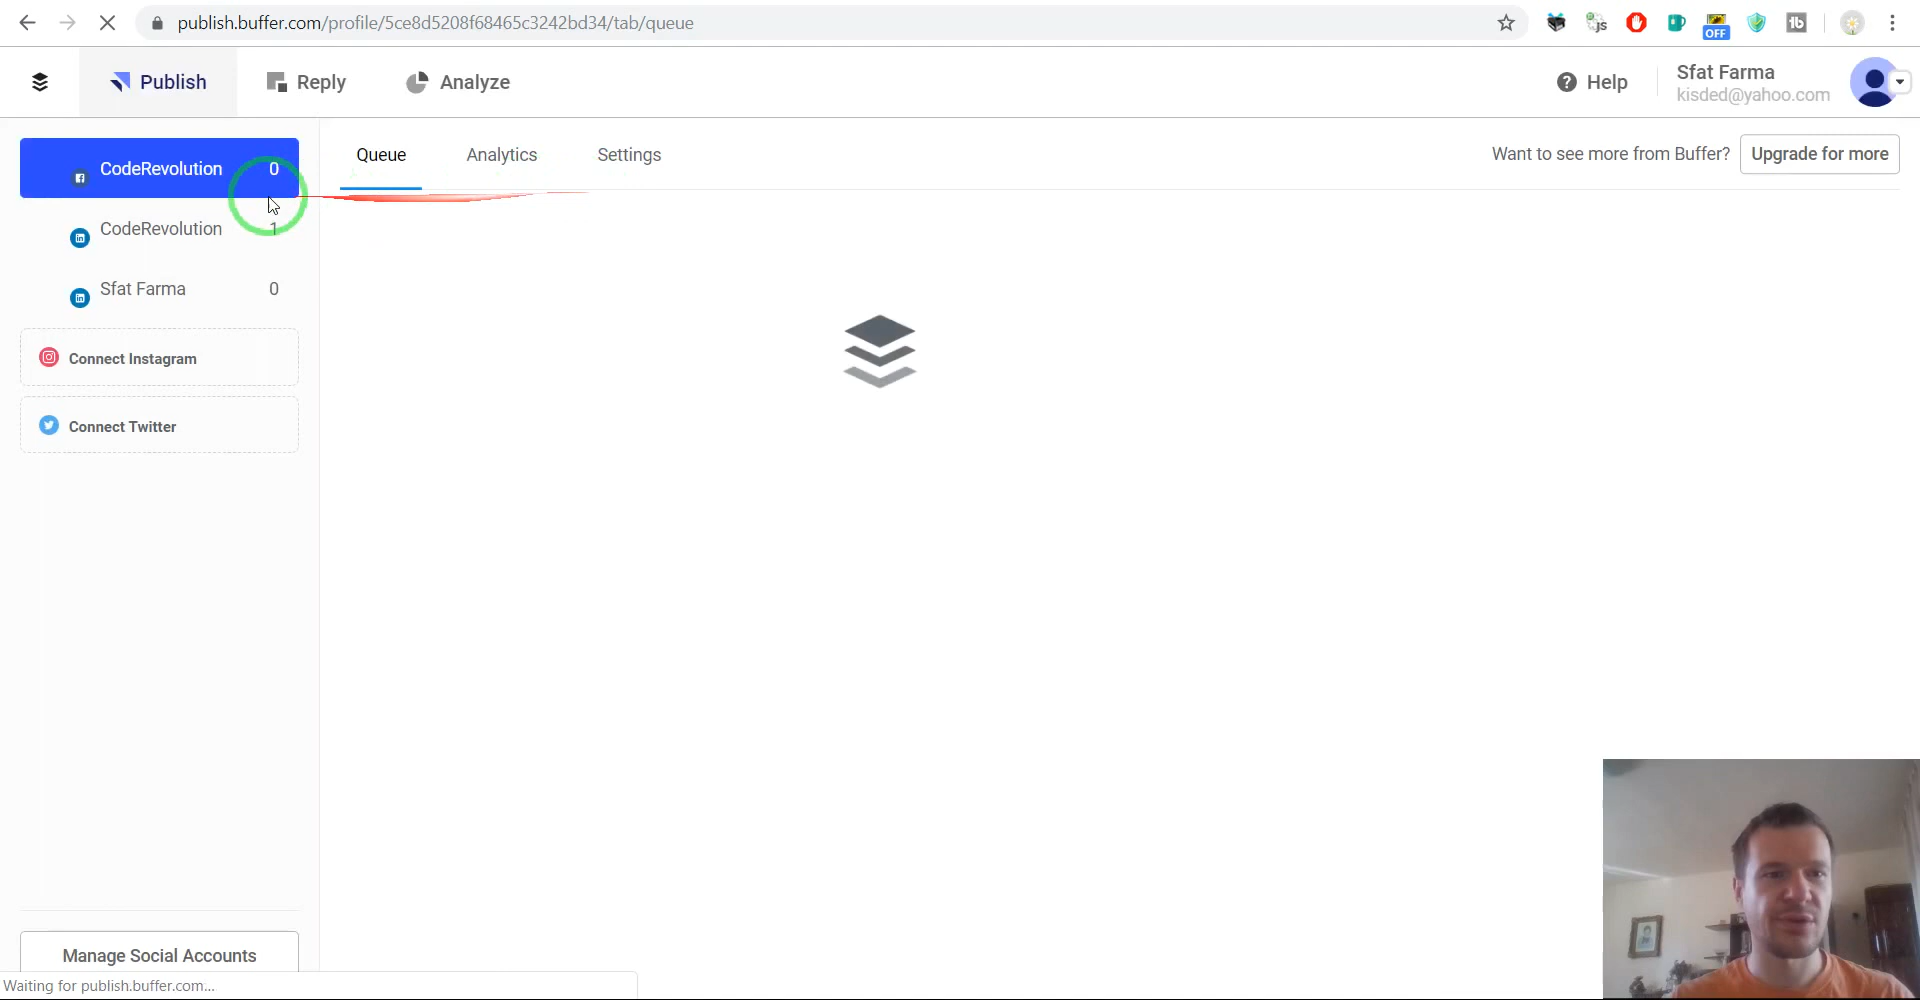 publish.buffer.com/profile/5ce8d5208f68465c3242bd34/tab/queue
js
OFF
Publish
Reply
Analyze
Help
Sfat Farma
kisded@yahoo.com
CodeRevolution 0
Queue
Analytics
Settings
Want to see more from Buffer?
Upgrade for more
CodeRevolution 1
Sfat Farma 0
Connect Instagram
Connect Twitter
Manage Social Accounts
Waiting for publish.buffer.com...